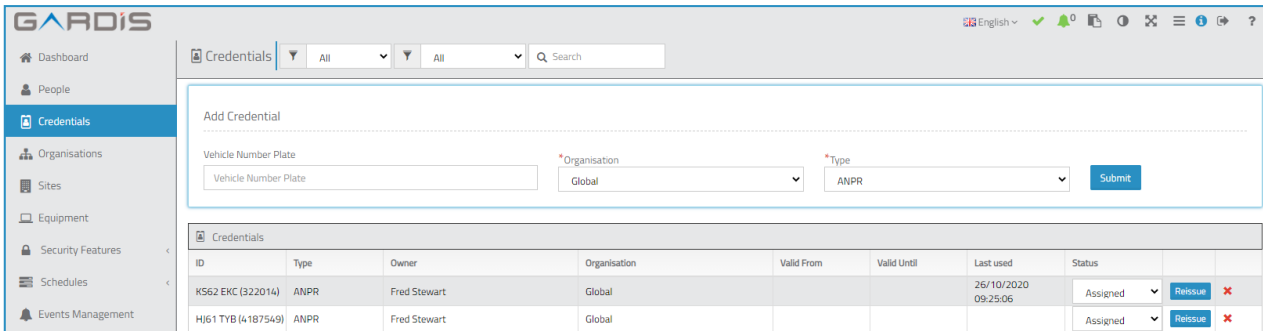 GARDiS
English
0
?
Dashboard
People
Credentials
Organisations
Sites
Equipment
Security Features
Schedules
Events Management
Credentials
All
All
Search
Add Credential
Vehicle Number Plate
*Organisation
*Type
Vehicle Number Plate
Global
ANPR
Submit
Credentials
ID Type Owner Organisation Valid From Valid Until Last used Status
KS62 EKC (322014) ANPR Fred Stewart Global 26/10/2020 09:25:06 Assigned Reissue
HJ61 TYB (4187549) ANPR Fred Stewart Global Assigned Reissue